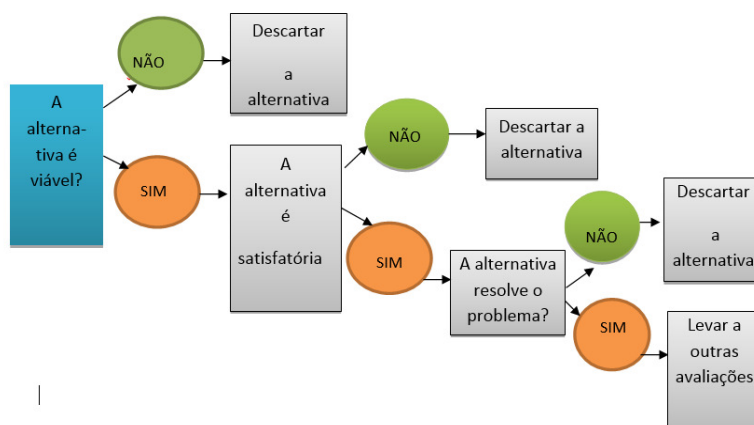 A
alterna-
tiva é
viável?
NÃO
Descartar
a
alternativa
SIM
A
alternativa
é
satisfatória
NÃO
Descartar a
alternativa
SIM
A alternativa
resolve o
problema?
NÃO
Descartar
a
alternativa
SIM
Levar a
outras
avaliações